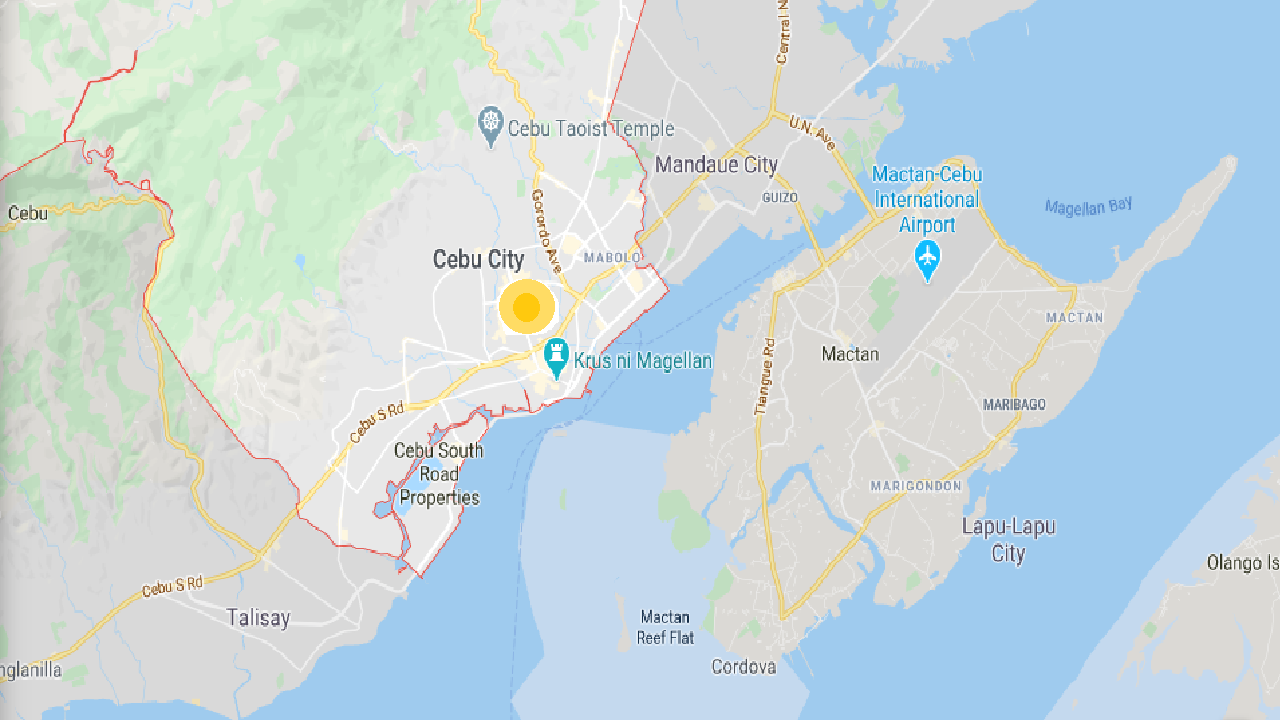 Central N
U.N. Ave
Cebu Taoist Temple
Mandaue City
GUIZO
Mactan-Cebu
International
Airport
Magellan Bay
Cebu
Gorordo Ave
Cebu City
MABOLO
MACTAN
Krus ni Magellan
Mactan
Tiangue Rd
MARIBAGO
Cebu S Rd
Cebu South
Road
Properties
MARIGONDON
Lapu-Lapu
City
Olango Is
Cebu S Rd
Talisay
Mactan
Reef Flat
Cordova
nglanilla